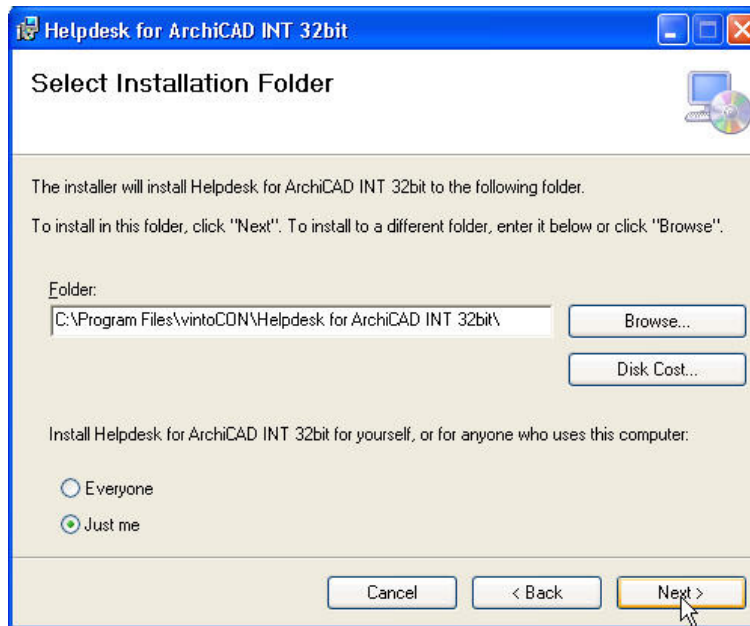 Helpdesk for ArchiCAD INT 32bit
Select Installation Folder
The installer will install Helpdesk for ArchiCAD INT 32bit to the following folder.
To install in this folder, click "Next". To install to a different folder, enter it below or click "Browse".
Folder:
C:\Program Files\vintoCON\Helpdesk for ArchiCAD INT 32bit\
Browse...
Disk Cost...
Install Helpdesk for ArchiCAD INT 32bit for yourself, or for anyone who uses this computer:
Everyone
Just me
Cancel
< Back
Next >